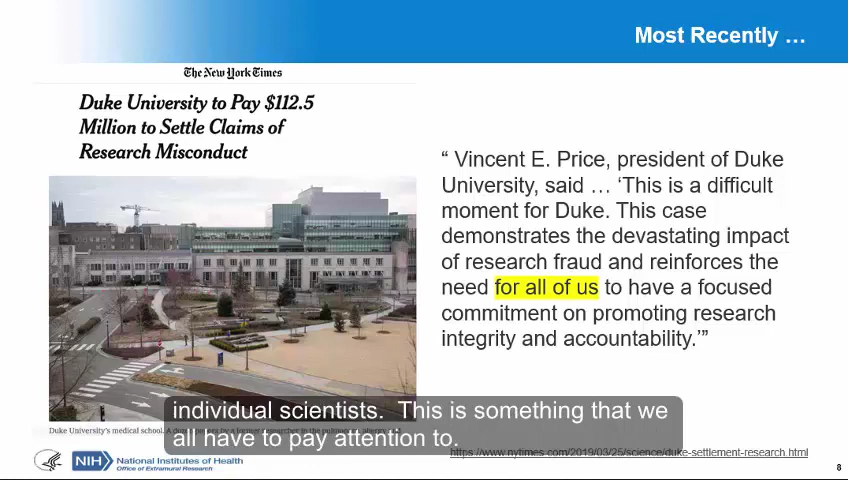 Most Recently …
The New York Times
Duke University to Pay $112.5
Million to Settle Claims of
Research Misconduct
“ Vincent E. Price, president of Duke
University, said … ‘This is a difficult
moment for Duke. This case
demonstrates the devastating impact
of research fraud and reinforces the
need for all of us to have a focused
commitment on promoting research
integrity and accountability.’”
individual scientists. This is something that we
all have to pay attention to.
Duke University's medical school.
https://www.nytimes.com/2019/03/25/science/duke-settlement-research.html
NIH
National Institutes of Health
Office of Extramural Research
8